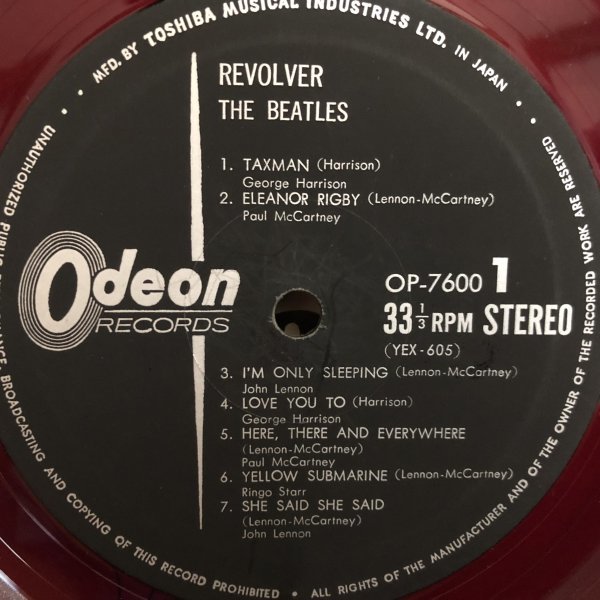 MFD. BY TOSHIBA MUSICAL INDUSTRIES LTD. IN JAPAN
REVOLVER
THE BEATLES
1. TAXMAN (Harrison)
George Harrison
2. ELEANOR RIGBY (Lennon-McCartney)
Paul McCartney
Odeon
RECORDS
OP-7600 1
33 1/3 RPM STEREO
(YEX-605)
3. I'M ONLY SLEEPING (Lennon-McCartney)
John Lennon
4. LOVE YOU TO (Harrison)
George Harrison
5. HERE, THERE AND EVERYWHERE
(Lennon-McCartney)
Paul McCartney
6. YELLOW SUBMARINE (Lennon-McCartney)
Ringo Starr
7. SHE SAID SHE SAID
(Lennon-McCartney)
John Lennon
UNAUTHORIZED PUBLIC BROADCASTING AND COPYING OF THIS RECORD PROHIBITED • ALL RIGHTS OF THE MANUFACTURER AND OF THE OWNER OF THE RECORDED WORK ARE RESERVED